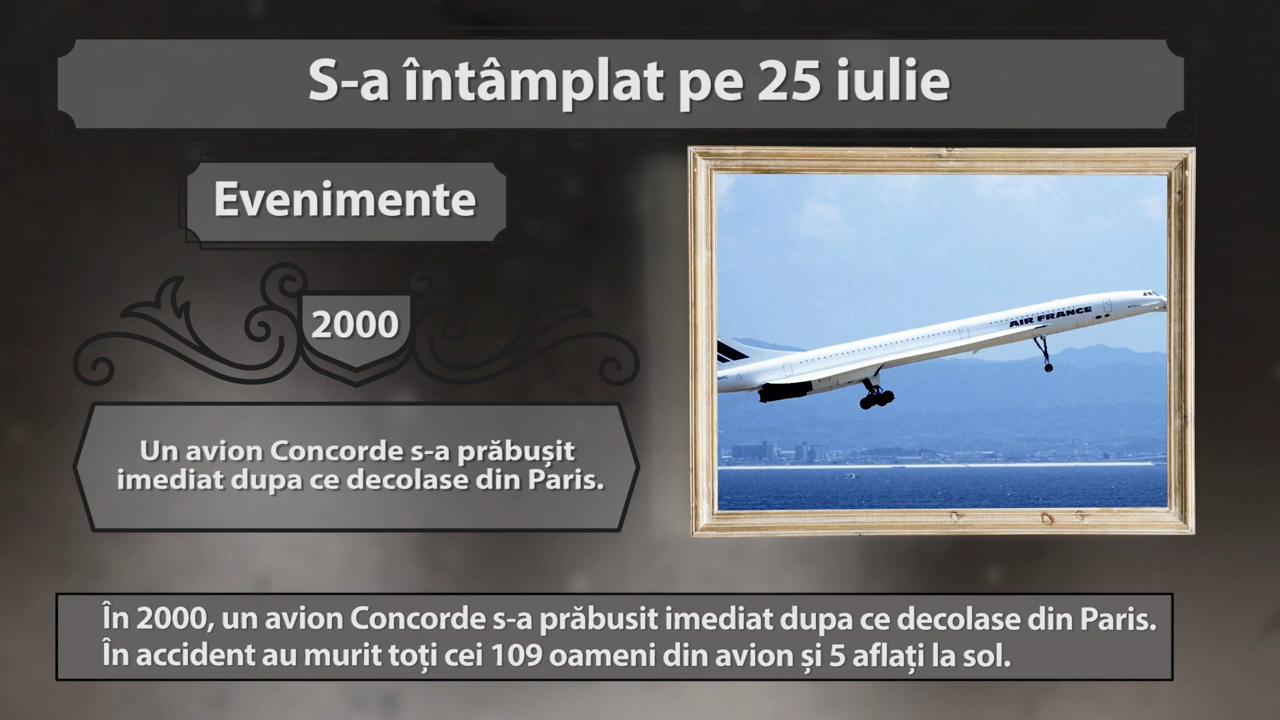 S-a întâmplat pe 25 iulie
Evenimente
2000
Un avion Concorde s-a prăbușit
imediat dupa ce decolase din Paris.
AIR FRANCE
În 2000, un avion Concorde s-a prăbusit imediat dupa ce decolase din Paris.
În accident au murit toți cei 109 oameni din avion și 5 aflați la sol.